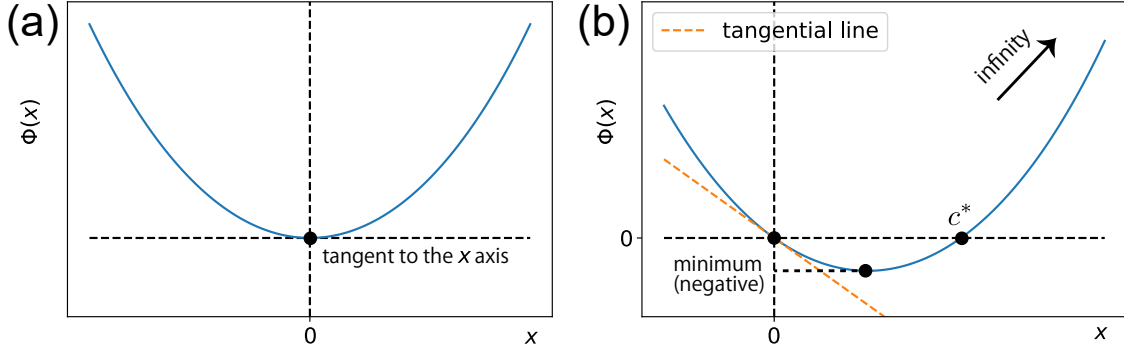 (a)
Φ(x)
tangent to the x axis
0
x
(b)
tangential line
infinity
Φ(x)
c*
0
minimum
(negative)
0
x